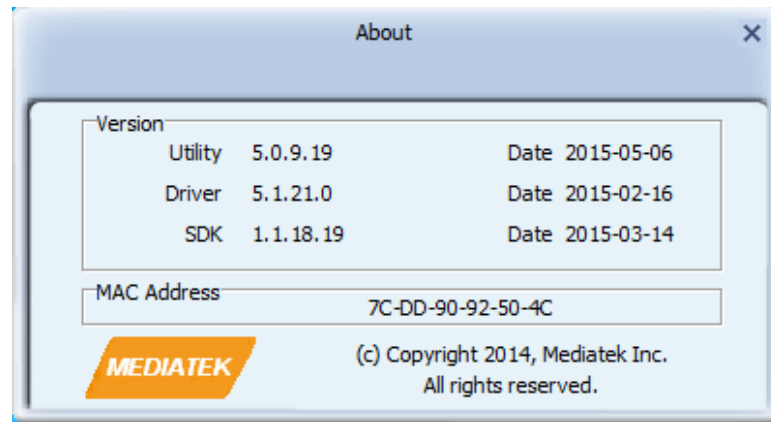 About
Version
Utility 5.0.9.19 Date 2015-05-06
Driver 5.1.21.0 Date 2015-02-16
SDK 1.1.18.19 Date 2015-03-14
MAC Address
7C-DD-90-92-50-4C
MEDIATEK
(c) Copyright 2014, Mediatek Inc.
All rights reserved.